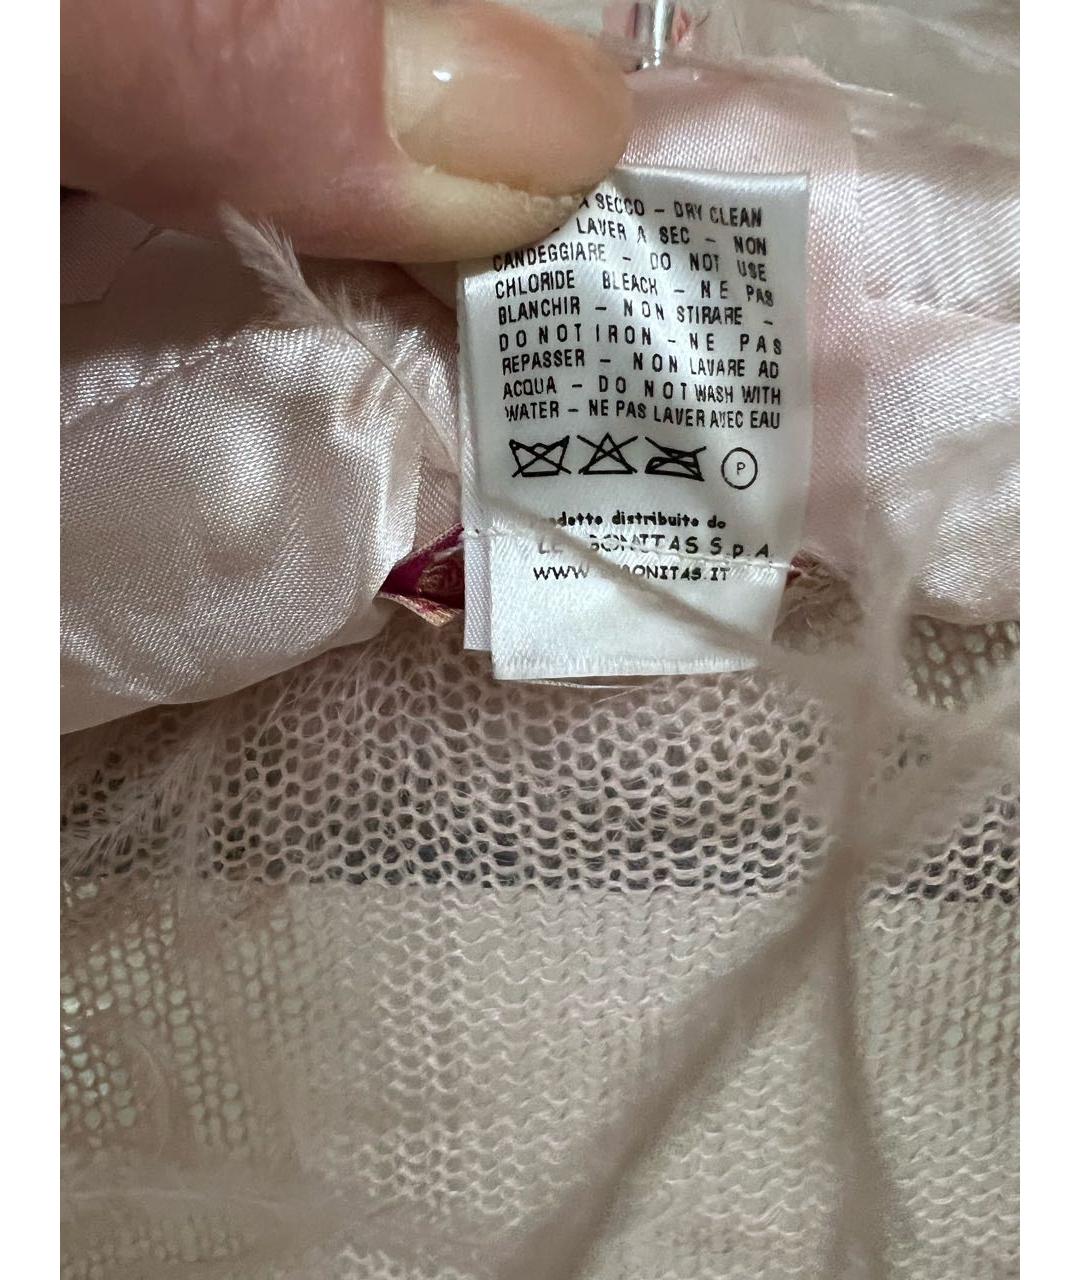 A SECCO - DRY CLEAN
LAVER A SEC - NON
CANDEGGIARE - DO NOT USE
CHLORIDE BLEACH - NE PAS
BLANCHIR - NON STIRARE -
DO NOT IRON - NE PAS
REPASSER - NON LAVARE AD
ACQUA - DO NOT WASH WITH
WATER - NE PAS LAVER AVEC EAU
P
distribuito da
S.p.A.